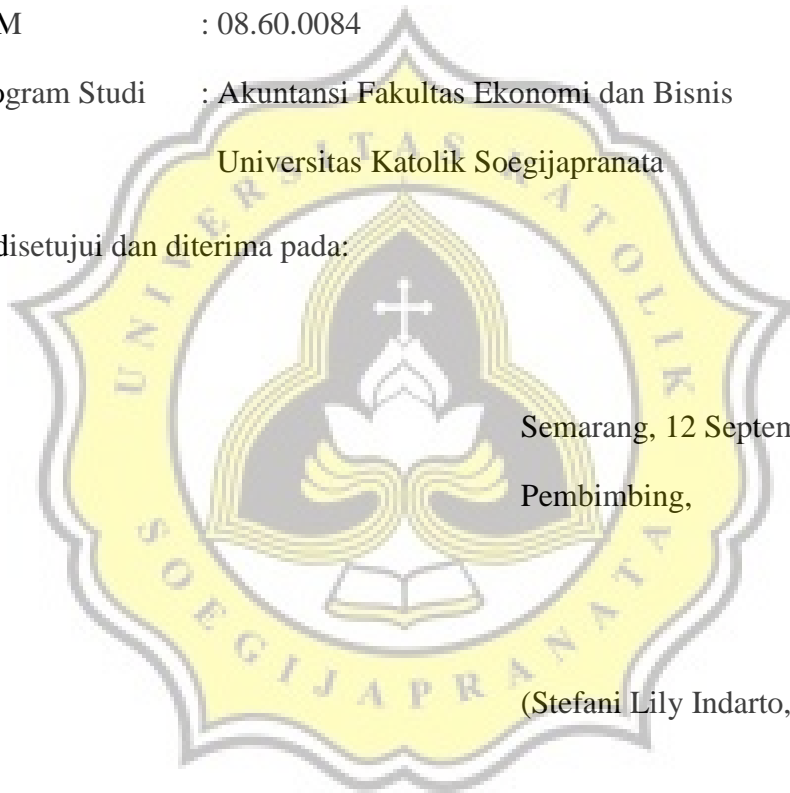 M : 08.60.0084
ogram Studi : Akuntansi Fakultas Ekonomi dan Bisnis
Universitas Katolik Soegijapranata
disetujui dan diterima pada:
Semarang, 12 Septem
Pembimbing,
(Stefani Lily Indarto,
UNIVERSITAS KATOLIK
SOEGIJAPRANATA